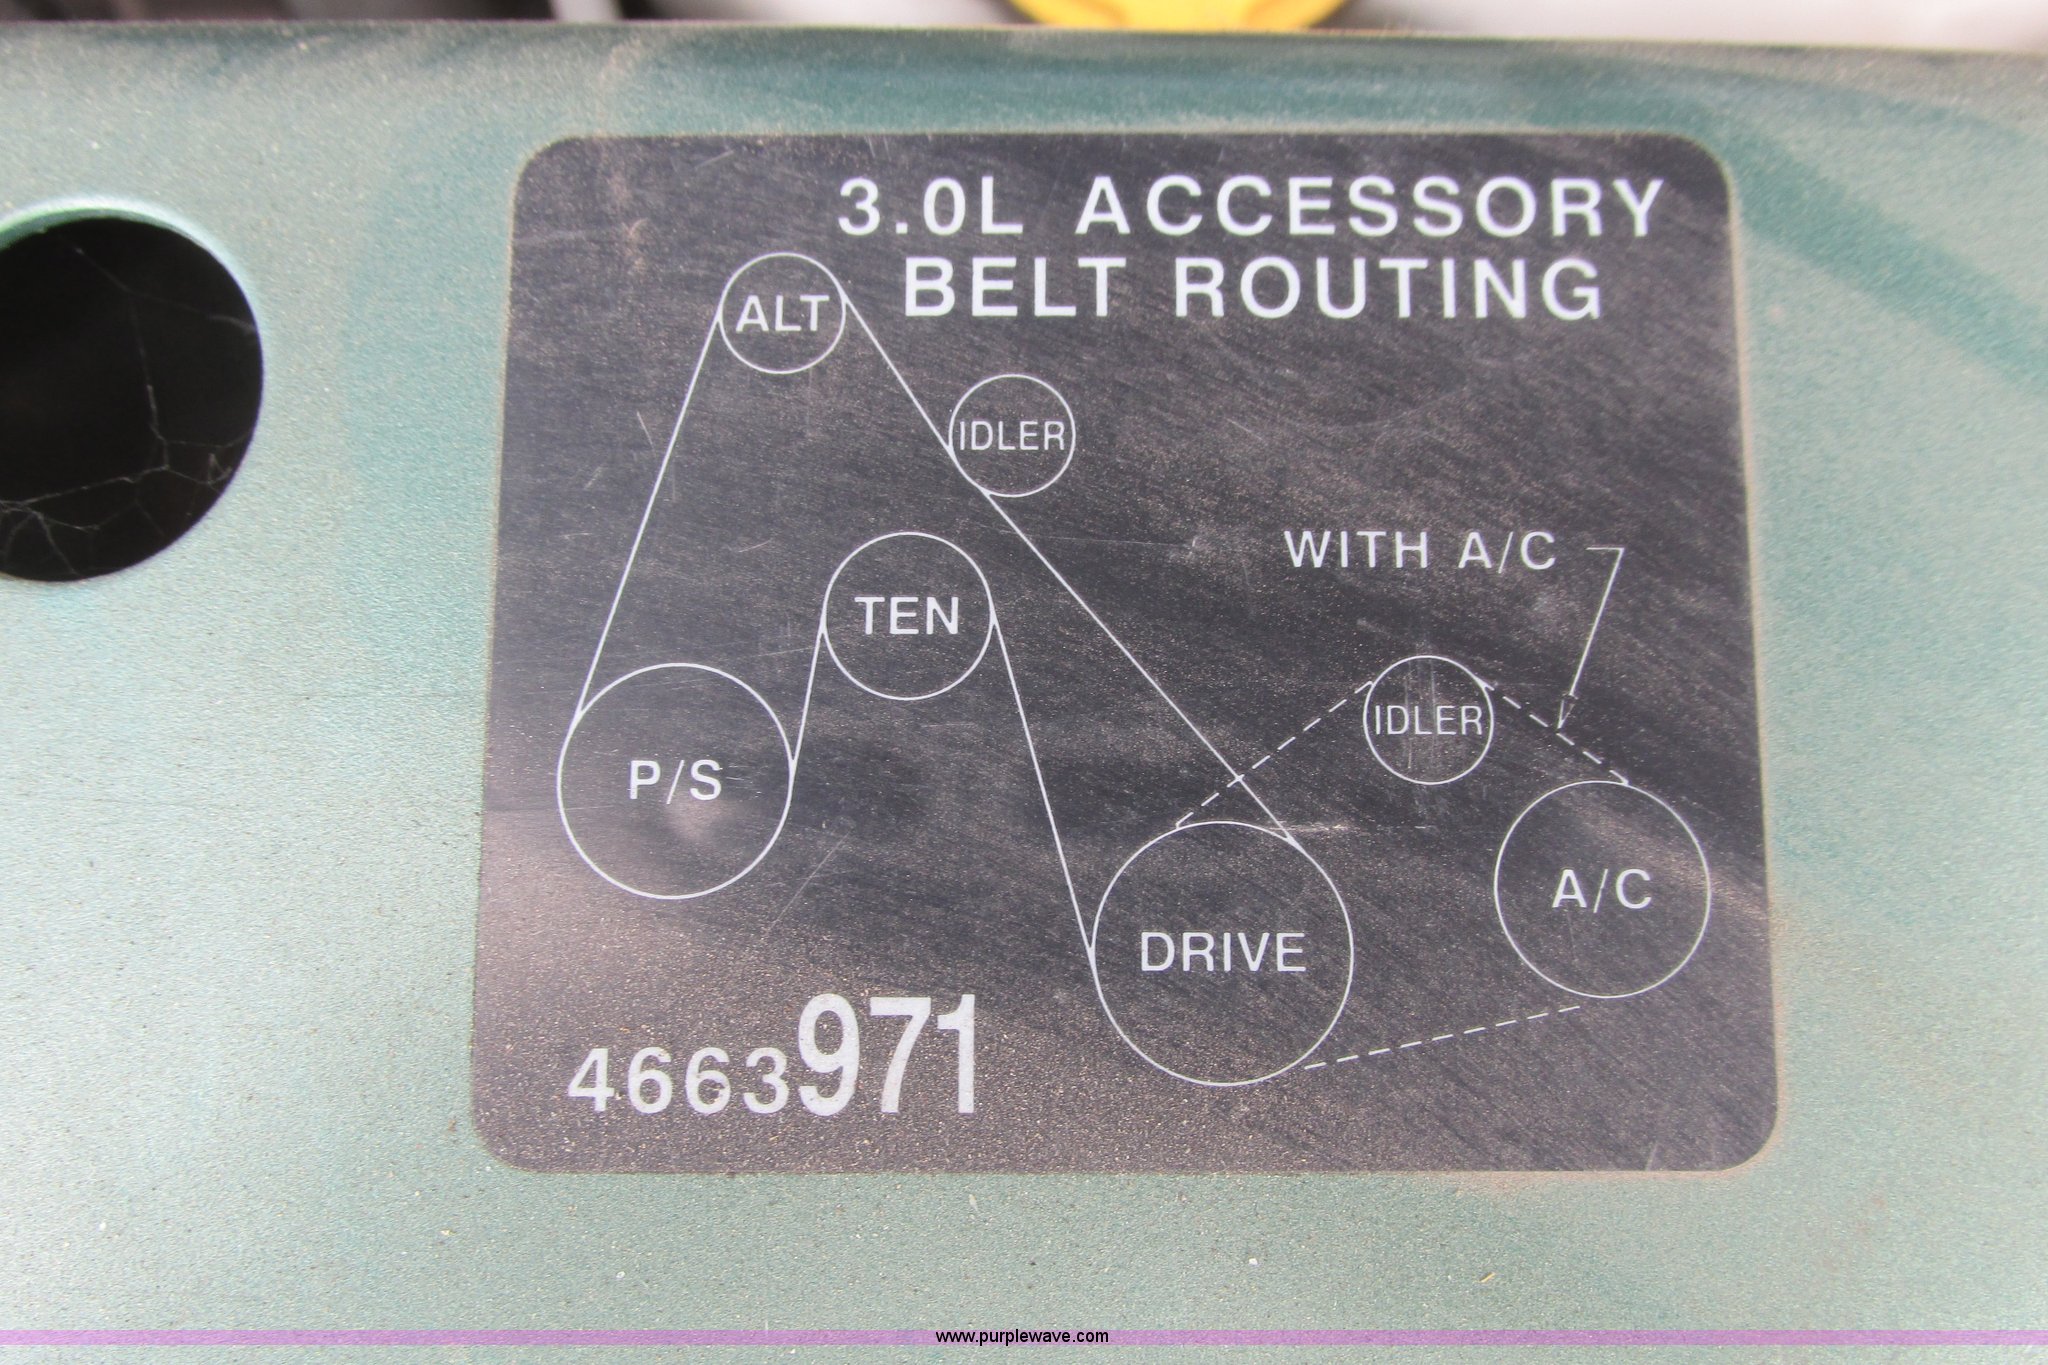 3.0L ACCESSORY
BELT ROUTING
ALT
IDLER
WITH A/C
TEN
IDLER
P/S
A/C
DRIVE
4663971
www.purplewave.com